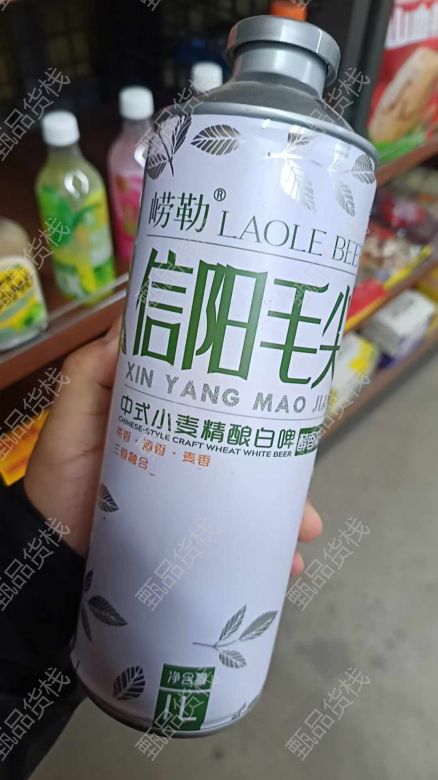 崂勒®
LAOLE BEE
信阳毛尖
XIN YANG MAO JI
中式小麦精酿白啤
CHINESE-STYLE CRAFT WHEAT WHITE BEER
茶香·酒香·麦香
三香融合
净含量
1L
甄品货栈